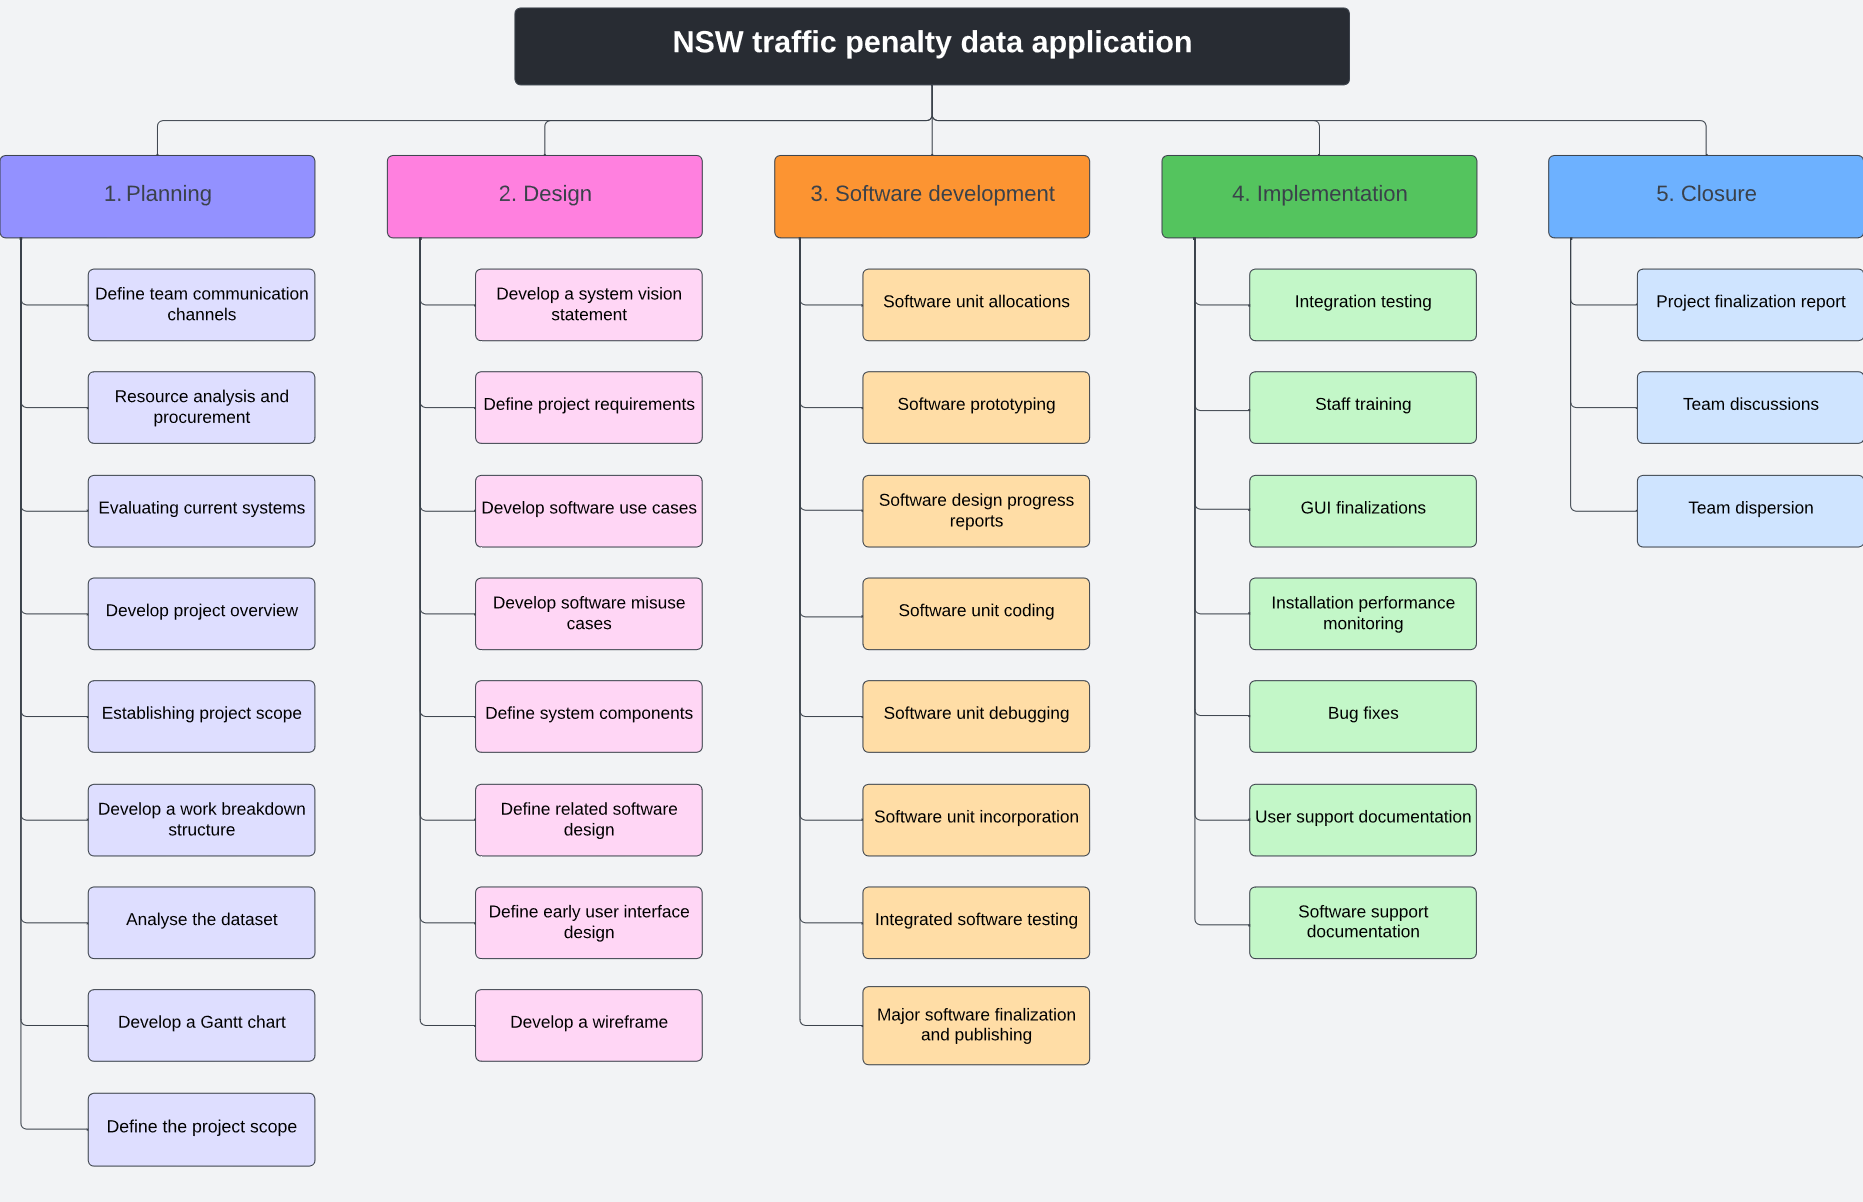 NSW traffic penalty data application
1. Planning
Define team communication
channels
Resource analysis and
procurement
Evaluating current systems
Develop project overview
Establishing project scope
Develop a work breakdown
structure
Analyse the dataset
Develop a Gantt chart
Define the project scope
2. Design
Develop a system vision
statement
Define project requirements
Develop software use cases
Develop software misuse
cases
Define system components
Define related software
design
Define early user interface
design
Develop a wireframe
3. Software development
Software unit allocations
Software prototyping
Software design progress
reports
Software unit coding
Software unit debugging
Software unit incorporation
Integrated software testing
Major software finalization
and publishing
4. Implementation
Integration testing
Staff training
GUI finalizations
Installation performance
monitoring
Bug fixes
User support documentation
Software support
documentation
5. Closure
Project finalization report
Team discussions
Team dispersion